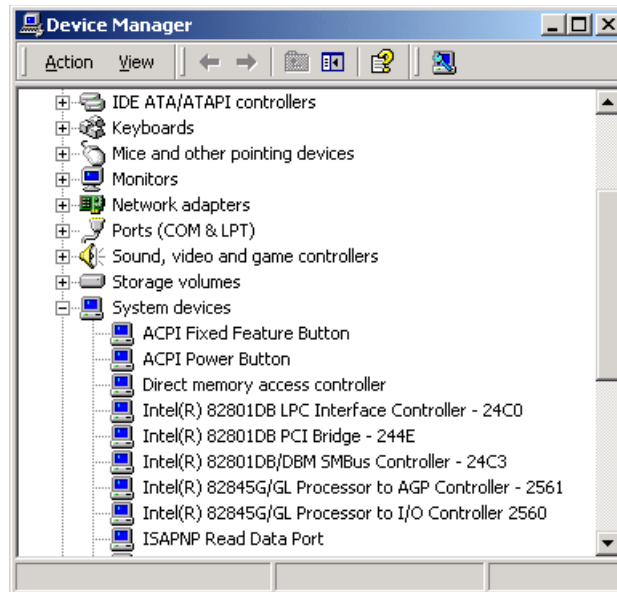 Device Manager
Action View
IDE ATA/ATAPI controllers
Keyboards
Mice and other pointing devices
Monitors
Network adapters
Ports (COM & LPT)
Sound, video and game controllers
Storage volumes
System devices
ACPI Fixed Feature Button
ACPI Power Button
Direct memory access controller
Intel(R) 82801DB LPC Interface Controller - 24C0
Intel(R) 82801DB PCI Bridge - 244E
Intel(R) 82801DB/DBM SMBus Controller - 24C3
Intel(R) 82845G/GL Processor to AGP Controller - 2561
Intel(R) 82845G/GL Processor to I/O Controller 2560
ISAPNP Read Data Port